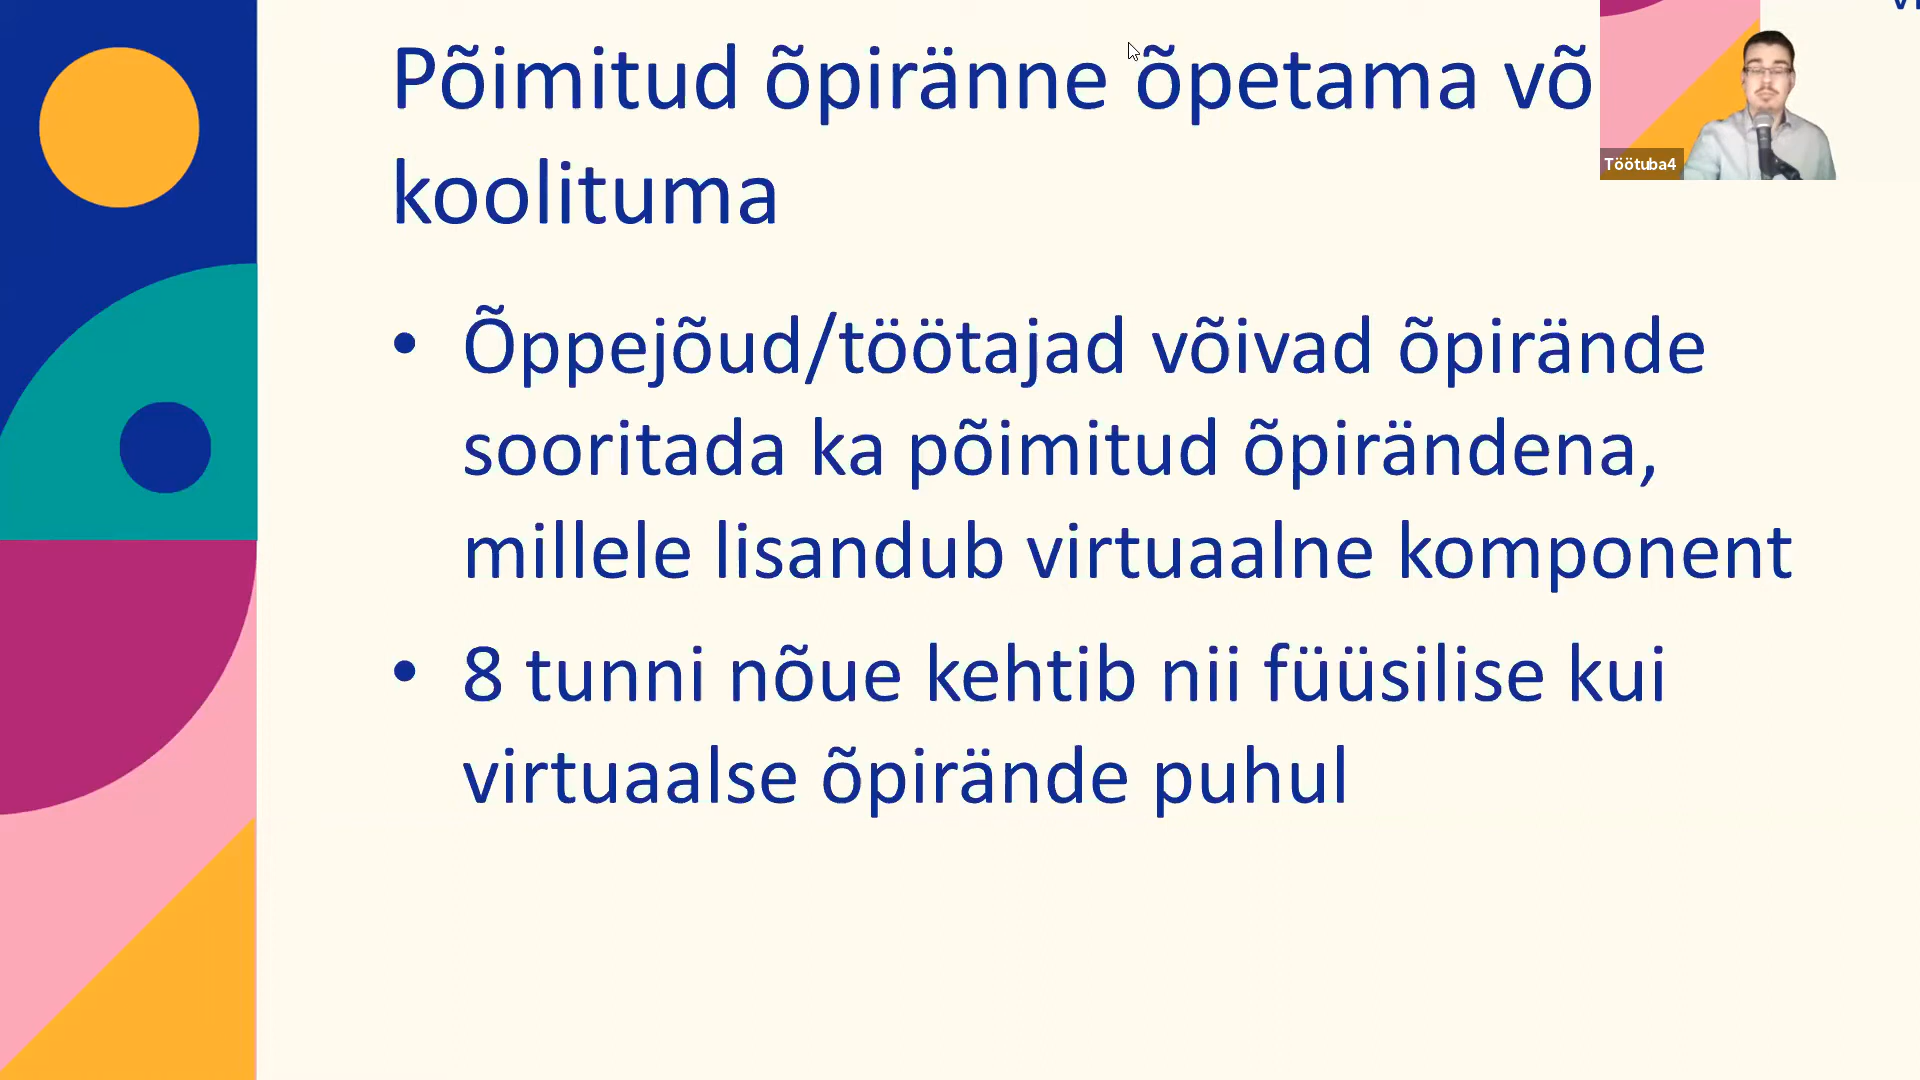 Põimitud õpiränne õpetama võ
koolituma
Töötuba4
• Õppejõud/töötajad võivad õpirände
sooritada ka põimitud õpirändena,
millele lisandub virtuaalne komponent
• 8 tunni nõue kehtib nii füüsilise kui
virtuaalse õpirände puhul